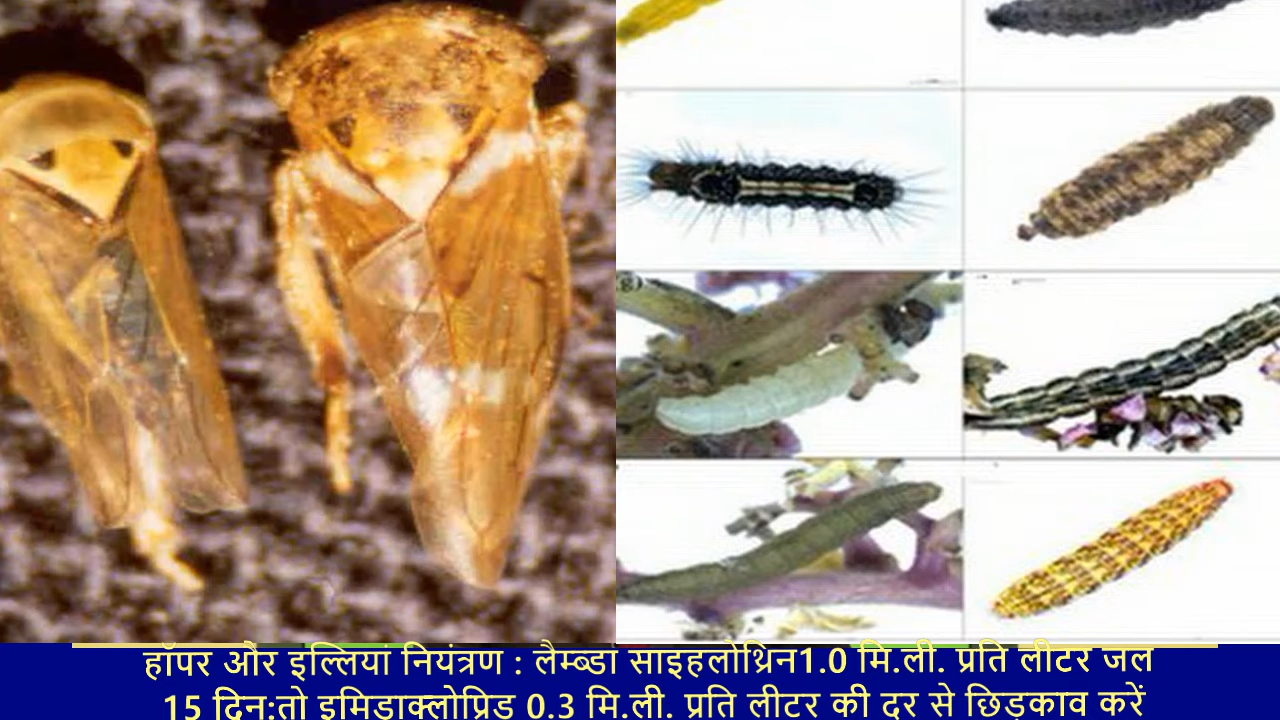 हॉपर और इल्लियां नियंत्रण : लैम्ब्डा साइहलोथ्रिन1.0 मि.ली. प्रति लीटर जल
15 दिन:तो इमिडाक्लोप्रिड 0.3 मि.ली. प्रति लीटर की दर से छिड़काव करें